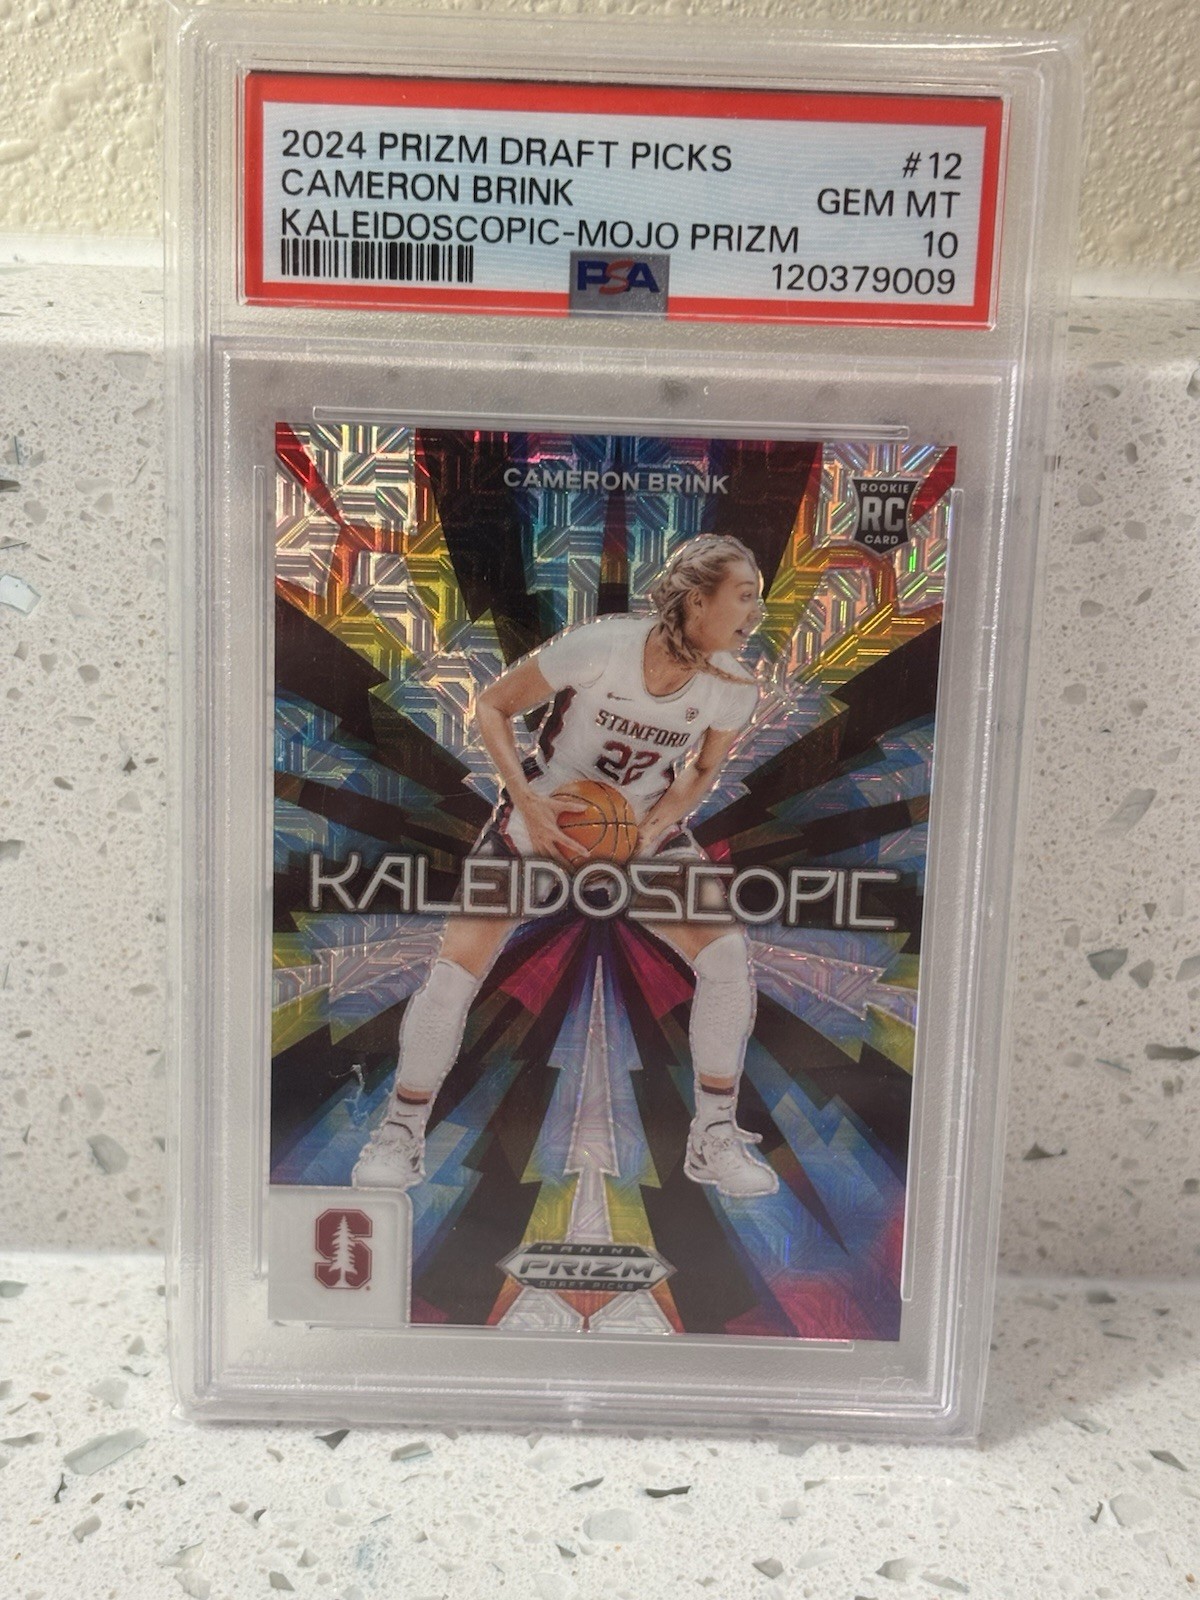 2024 PRIZM DRAFT PICKS #12
CAMERON BRINK GEM MT
KALEIDOSCOPIC-MOJO PRIZM 10
PSA 120379009
CAMERON BRINK
ROOKIE
RC
CARD
STANFORD
22
KALEIDOSCOPIC
S
PANINI
PRIZM
DRAFT PICKS